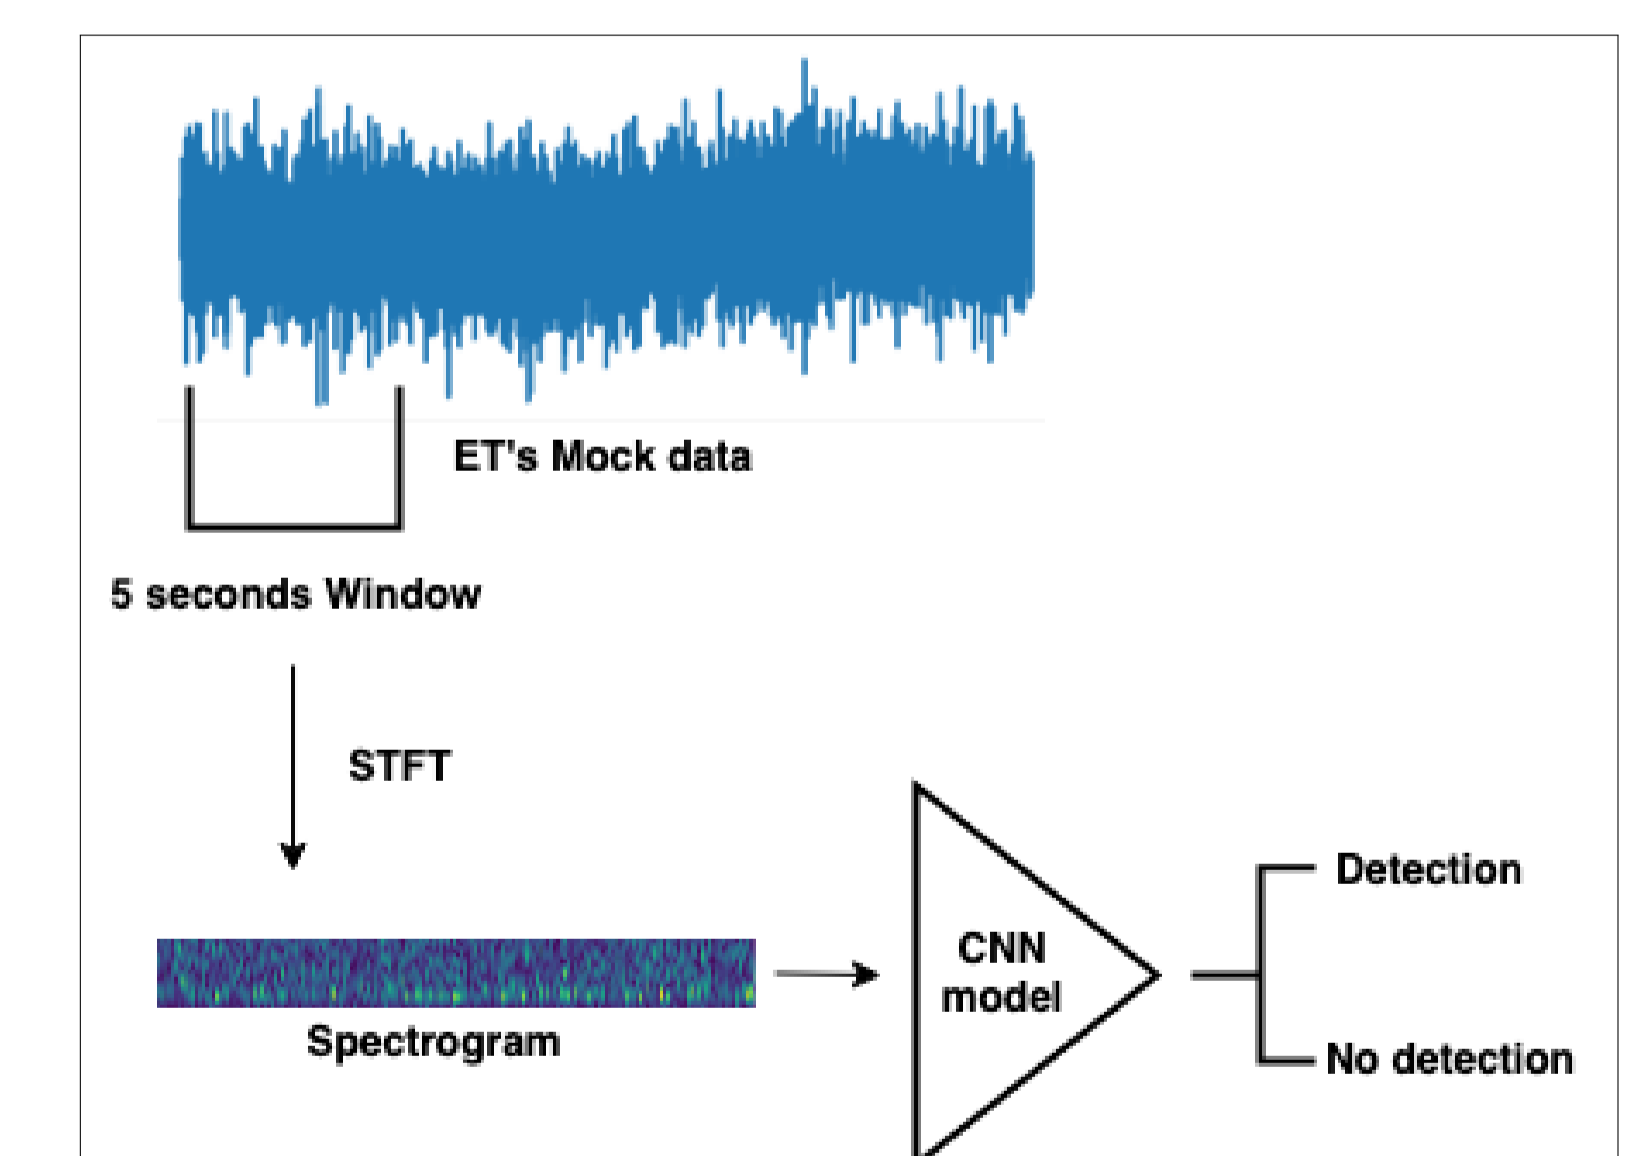 ET's Mock data
5 seconds Window
STFT
Spectrogram
CNN
model
Detection
No detection